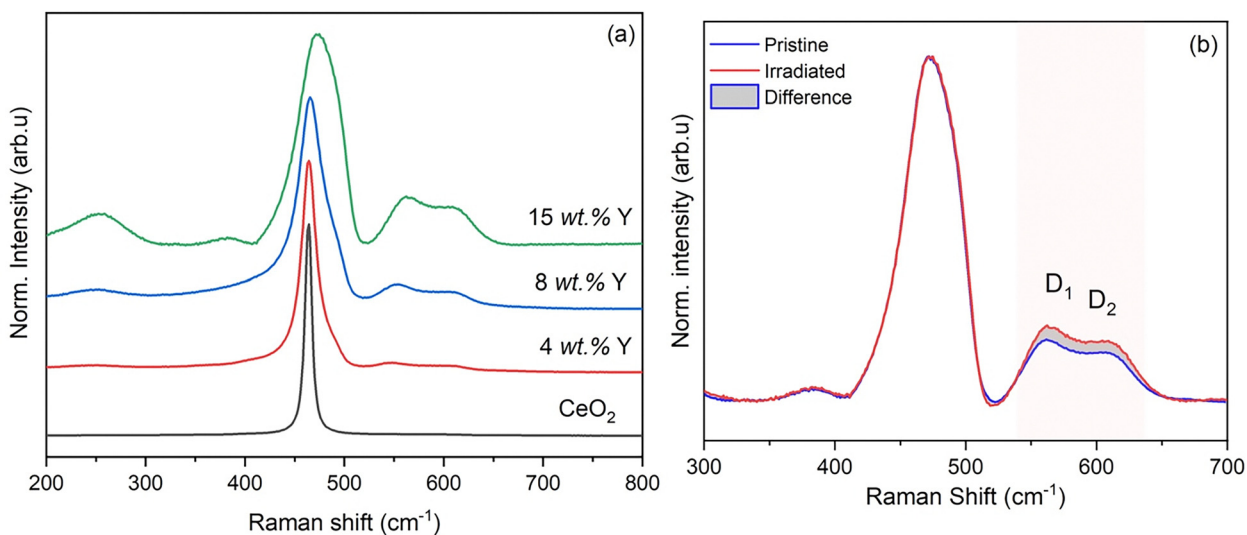 (a)
15 wt.% Y
8 wt.% Y
4 wt.% Y
CeO₂
Norm. Intensity (arb.u)
200 300 400 500 600 700 800
Raman shift (cm⁻¹)
(b)
Pristine
Irradiated
Difference
D₁ D₂
Norm. intensity (arb.u)
300 400 500 600 700
Raman Shift (cm⁻¹)